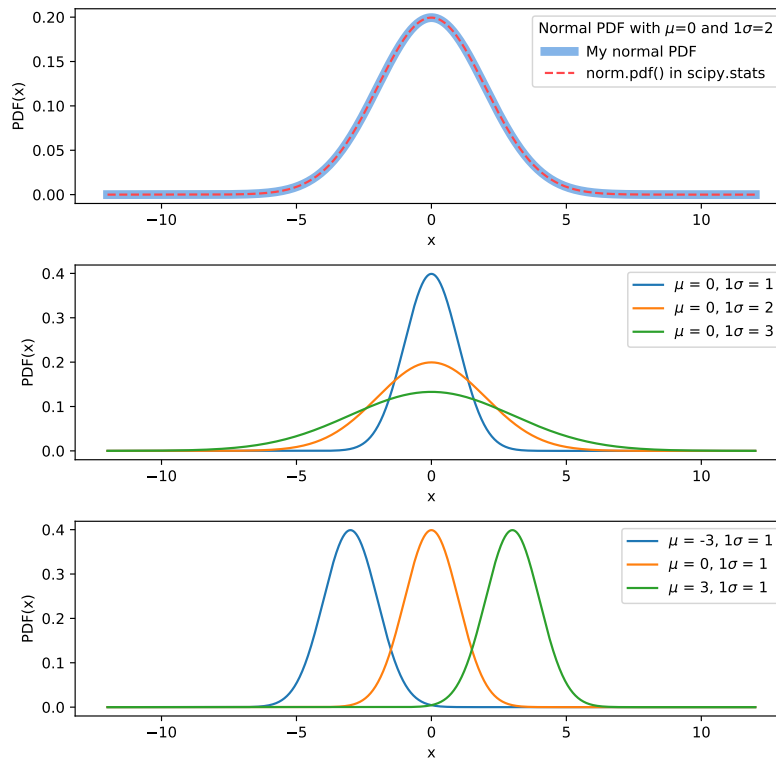 0.20
0.15
0.10
0.05
0.00
PDF(x)
Normal PDF with μ=0 and 1σ=2
My normal PDF
norm.pdf() in scipy.stats
−10 −5 0 5 10
x
0.4
0.3
0.2
0.1
0.0
PDF(x)
μ = 0, 1σ = 1
μ = 0, 1σ = 2
μ = 0, 1σ = 3
−10 −5 0 5 10
x
0.4
0.3
0.2
0.1
0.0
PDF(x)
μ = -3, 1σ = 1
μ = 0, 1σ = 1
μ = 3, 1σ = 1
−10 −5 0 5 10
x